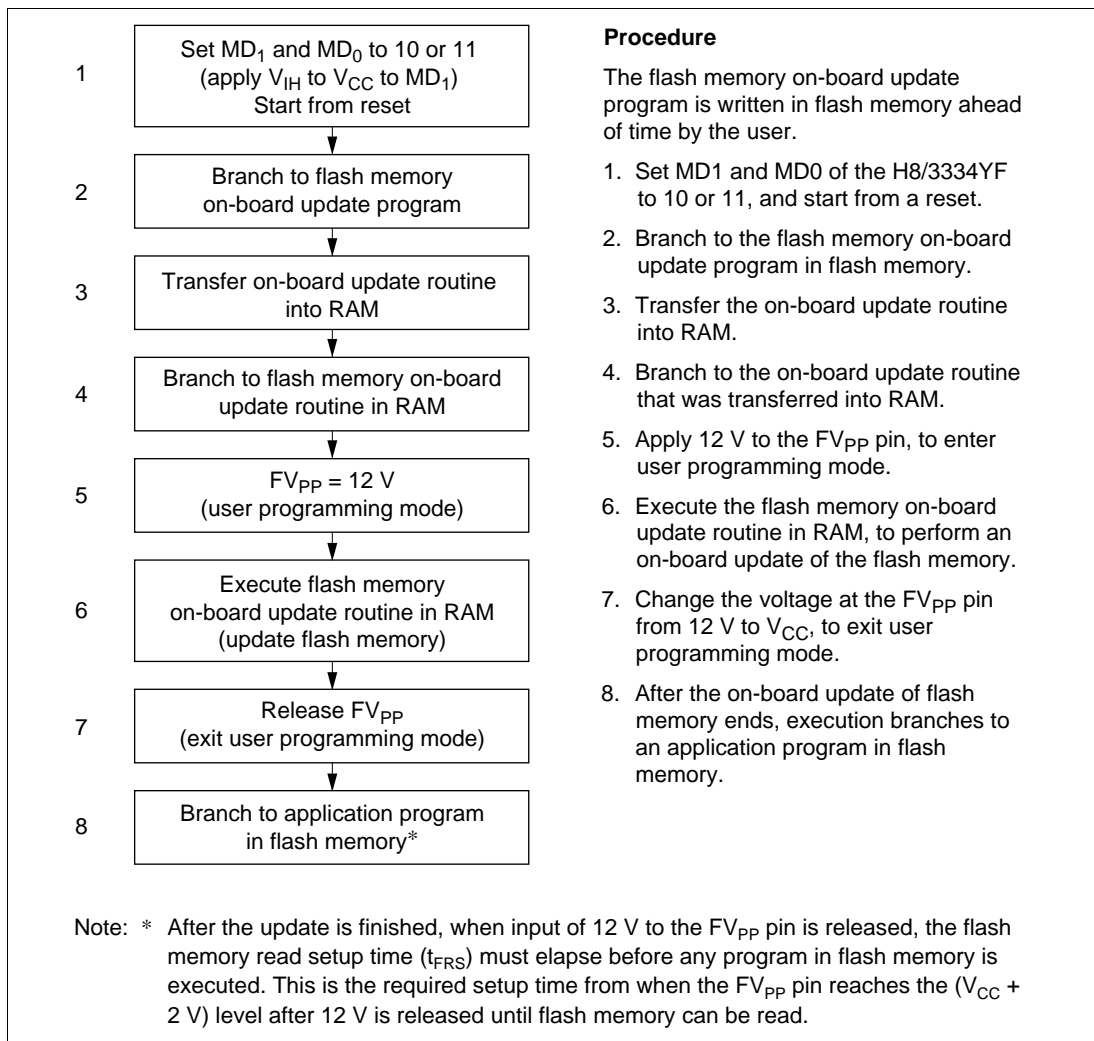 1
Set MD1 and MD0 to 10 or 11
(apply VIH to VCC to MD1)
Start from reset
2
Branch to flash memory
on-board update program
3
Transfer on-board update routine
into RAM
4
Branch to flash memory on-board
update routine in RAM
5
FVPP = 12 V
(user programming mode)
6
Execute flash memory
on-board update routine in RAM
(update flash memory)
7
Release FVPP
(exit user programming mode)
8
Branch to application program
in flash memory*
Procedure
The flash memory on-board update
program is written in flash memory ahead
of time by the user.
1. Set MD1 and MD0 of the H8/3334YF
to 10 or 11, and start from a reset.
2. Branch to the flash memory on-board
update program in flash memory.
3. Transfer the on-board update routine
into RAM.
4. Branch to the on-board update routine
that was transferred into RAM.
5. Apply 12 V to the FVPP pin, to enter
user programming mode.
6. Execute the flash memory on-board
update routine in RAM, to perform an
on-board update of the flash memory.
7. Change the voltage at the FVPP pin
from 12 V to VCC, to exit user
programming mode.
8. After the on-board update of flash
memory ends, execution branches to
an application program in flash
memory.
Note: * After the update is finished, when input of 12 V to the FVPP pin is released, the flash
memory read setup time (tFRS) must elapse before any program in flash memory is
executed. This is the required setup time from when the FVPP pin reaches the (VCC +
2 V) level after 12 V is released until flash memory can be read.